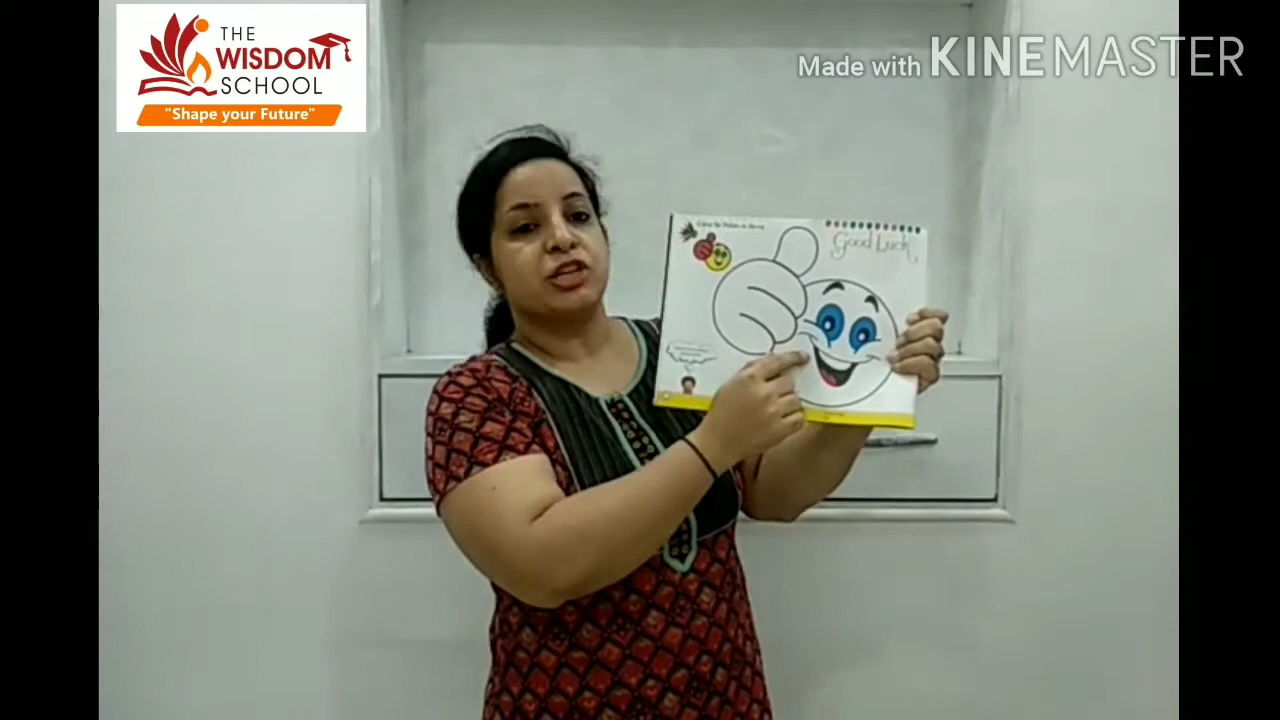 THE
WISDOM
SCHOOL
"Shape your Future"
Made with KINEMASTER
Good Luck